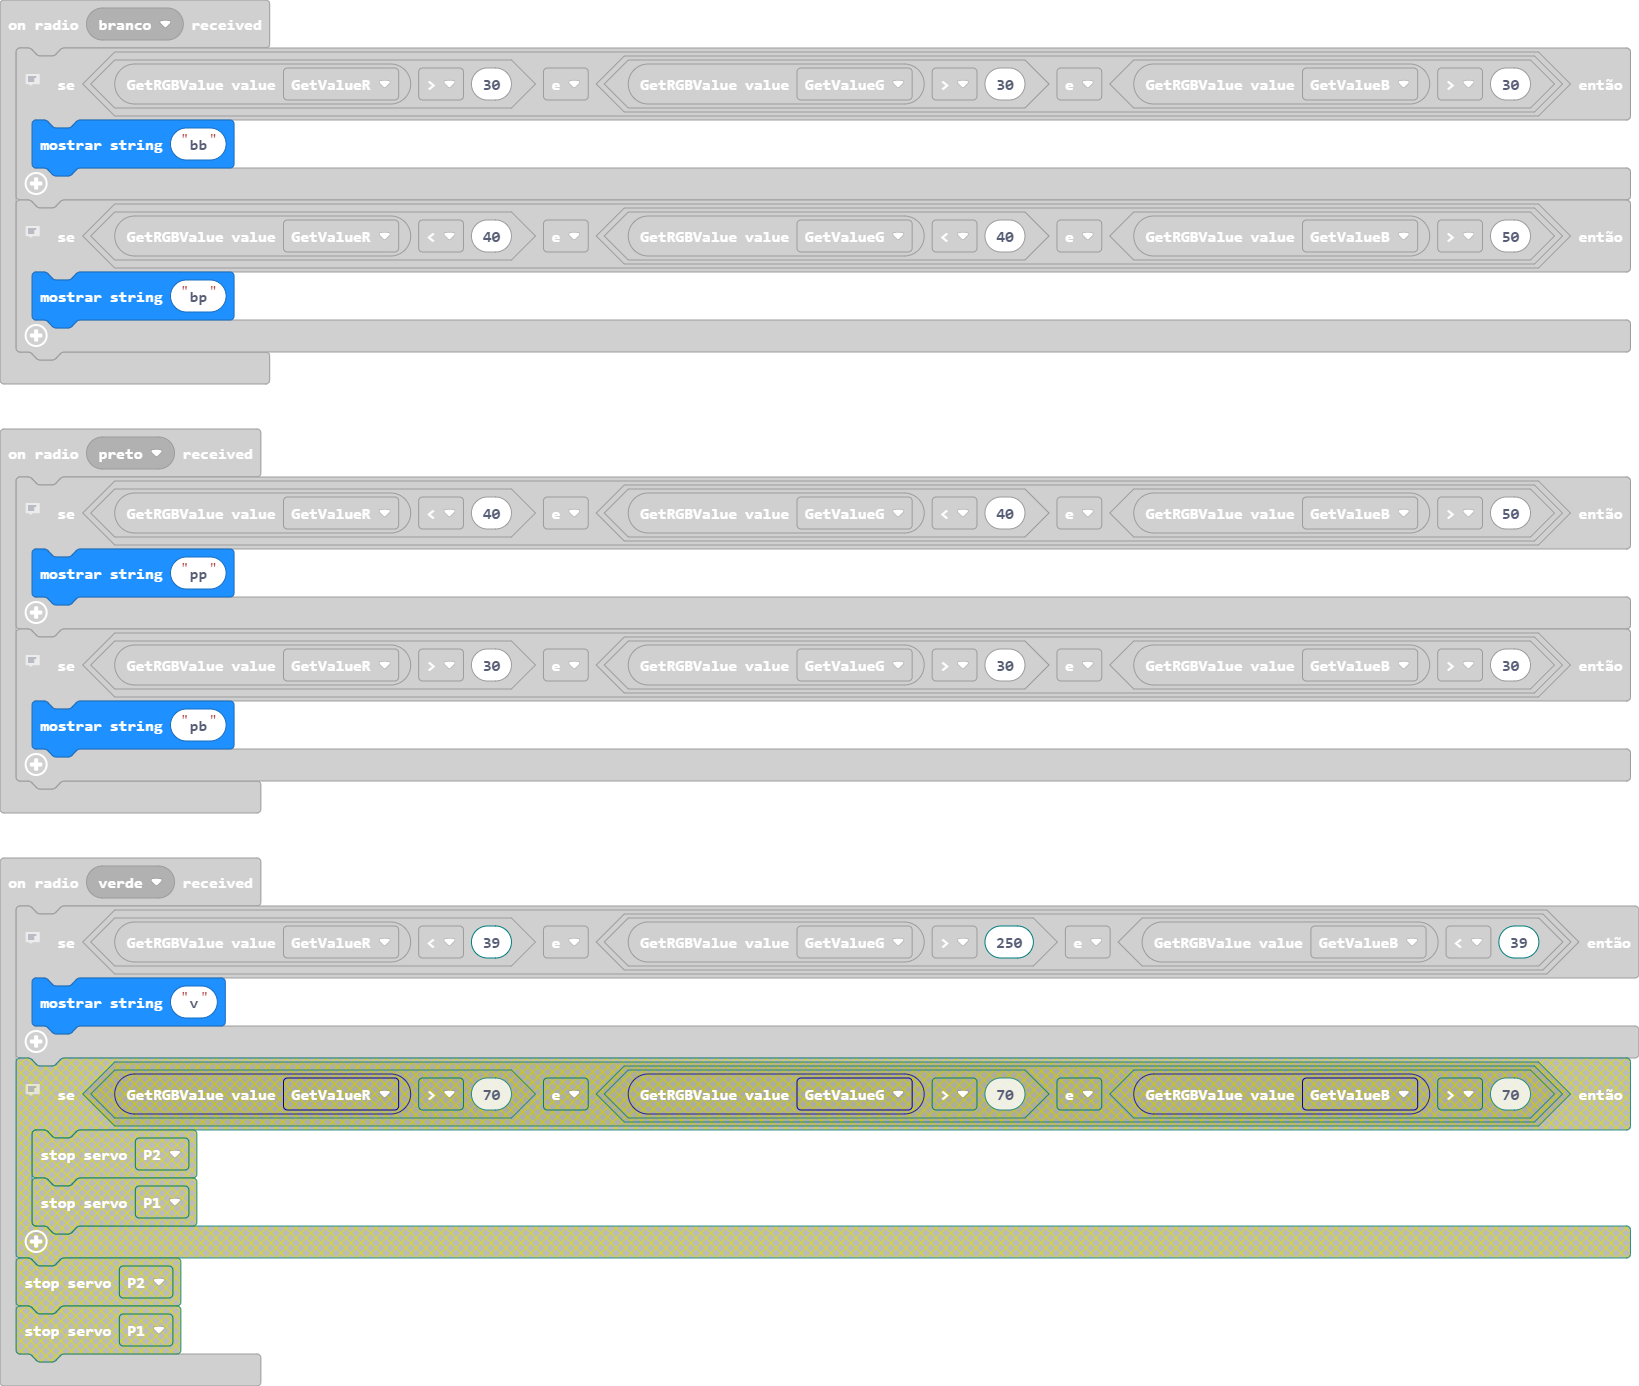 on radio branco received
se GetRGBValue value GetValueR > 30 e GetRGBValue value GetValueG > 30 e GetRGBValue value GetValueB > 30 então
mostrar string "bb"
se GetRGBValue value GetValueR < 40 e GetRGBValue value GetValueG < 40 e GetRGBValue value GetValueB > 50 então
mostrar string "bp"
on radio preto received
se GetRGBValue value GetValueR < 40 e GetRGBValue value GetValueG < 40 e GetRGBValue value GetValueB > 50 então
mostrar string "pp"
se GetRGBValue value GetValueR > 30 e GetRGBValue value GetValueG > 30 e GetRGBValue value GetValueB > 30 então
mostrar string "pb"
on radio verde received
se GetRGBValue value GetValueR < 39 e GetRGBValue value GetValueG > 250 e GetRGBValue value GetValueB < 39 então
mostrar string "v"
se GetRGBValue value GetValueR > 70 e GetRGBValue value GetValueG > 70 e GetRGBValue value GetValueB > 70 então
stop servo P2
stop servo P1
stop servo P2
stop servo P1